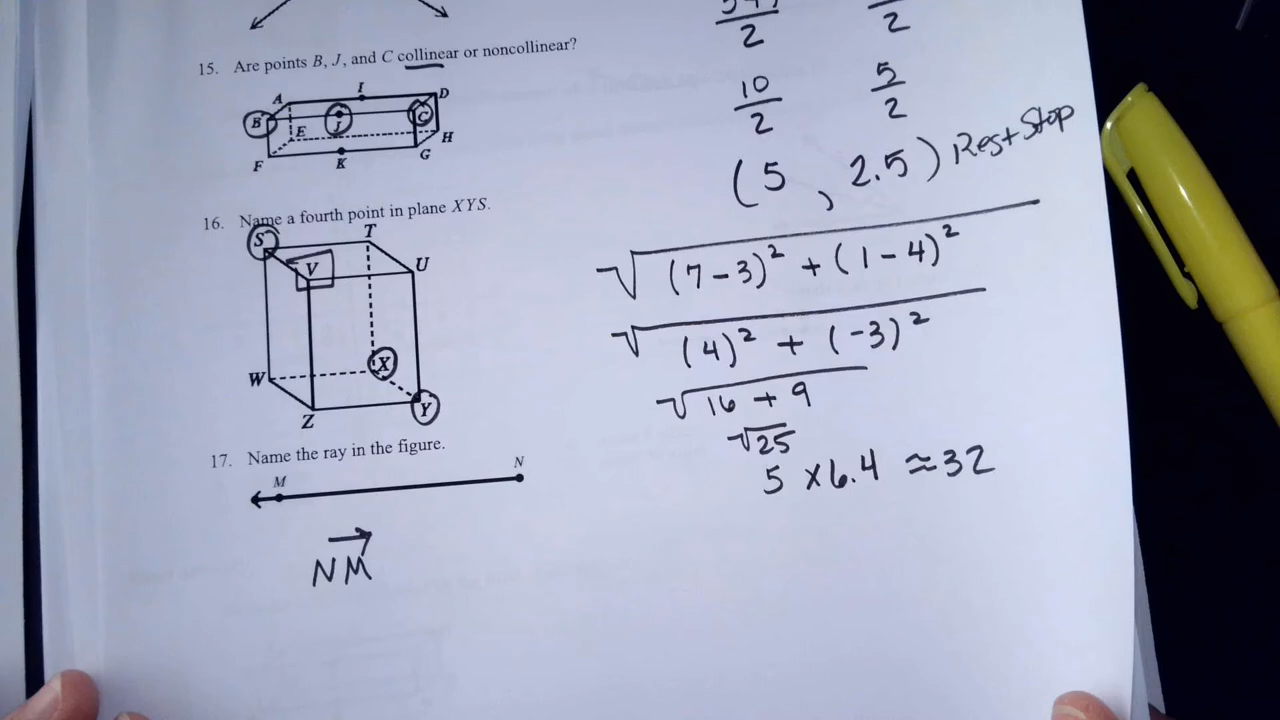 15. Are points B, J, and C collinear or noncollinear?
A I D
B J C
E H
F K G
16. Name a fourth point in plane XYS.
S T
V U
W X
Z Y
17. Name the ray in the figure.
M N
NM
2 2
10/2 5/2
(5 , 2.5) Rest Stop
√(7-3)² + (1-4)²
√(4)² + (-3)²
√16 + 9
√25
5 x 6.4 ≈ 32